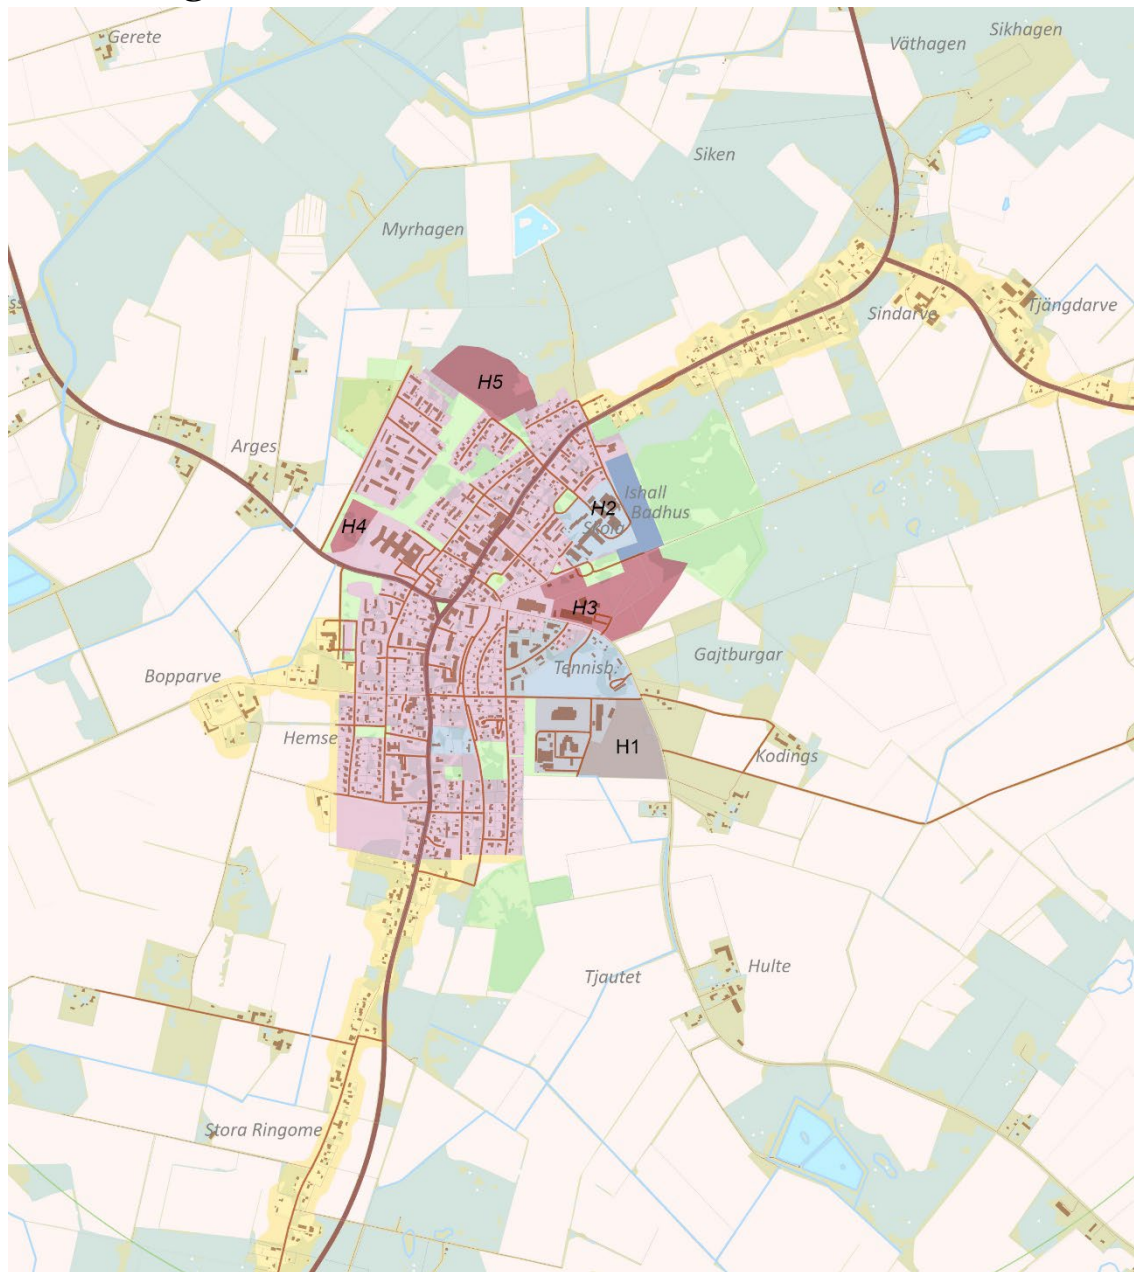 Gerete
Sikhagen
Väthagen
Siken
Myrhagen
Tjängdarve
Sindarve
H5
Arges
Ishall
H2
Badhus
Skola
H4
H3
Tennisb.
Gajtburgar
Bopparve
Hemse
H1
Kodings
Hulte
Tjautet
Stora Ringome